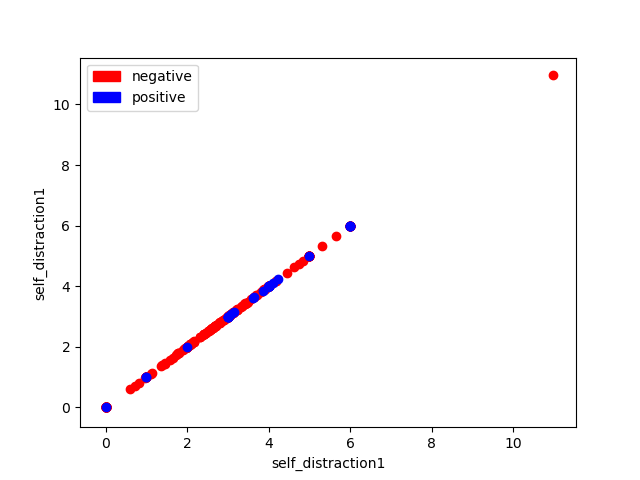 negative
positive
10
8
6
4
2
0
self_distraction1
0 2 4 6 8 10
self_distraction1